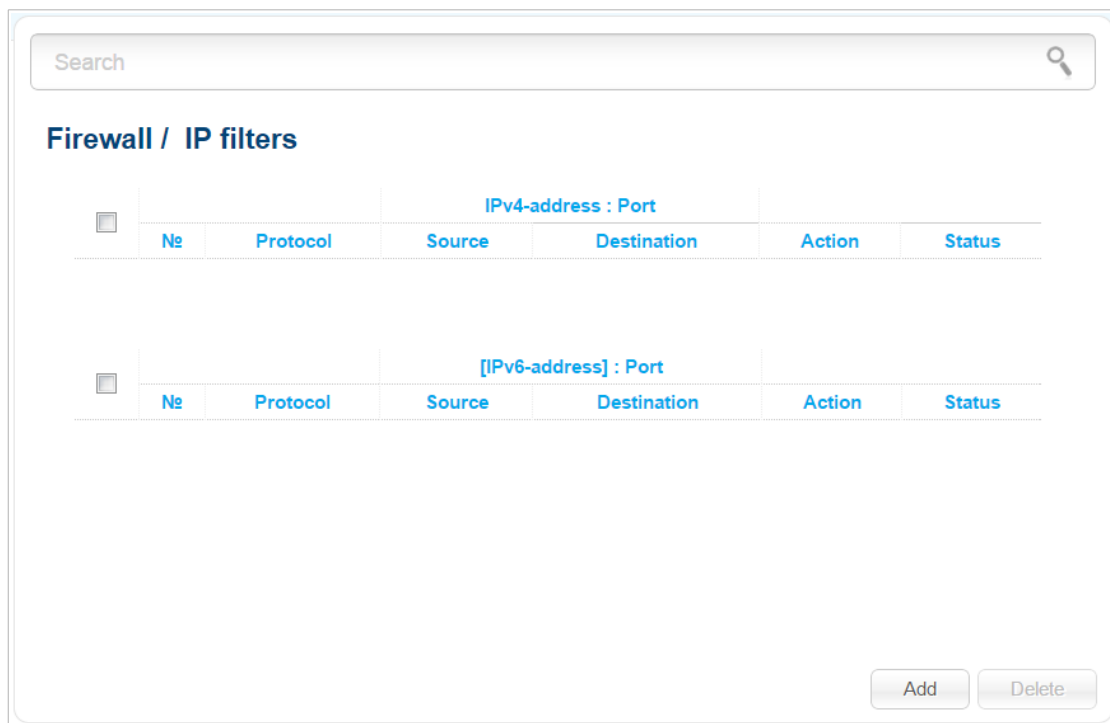 Search
Firewall / IP filters
IPv4-address : Port
№ Protocol Source Destination Action Status
[IPv6-address] : Port
№ Protocol Source Destination Action Status
Add Delete